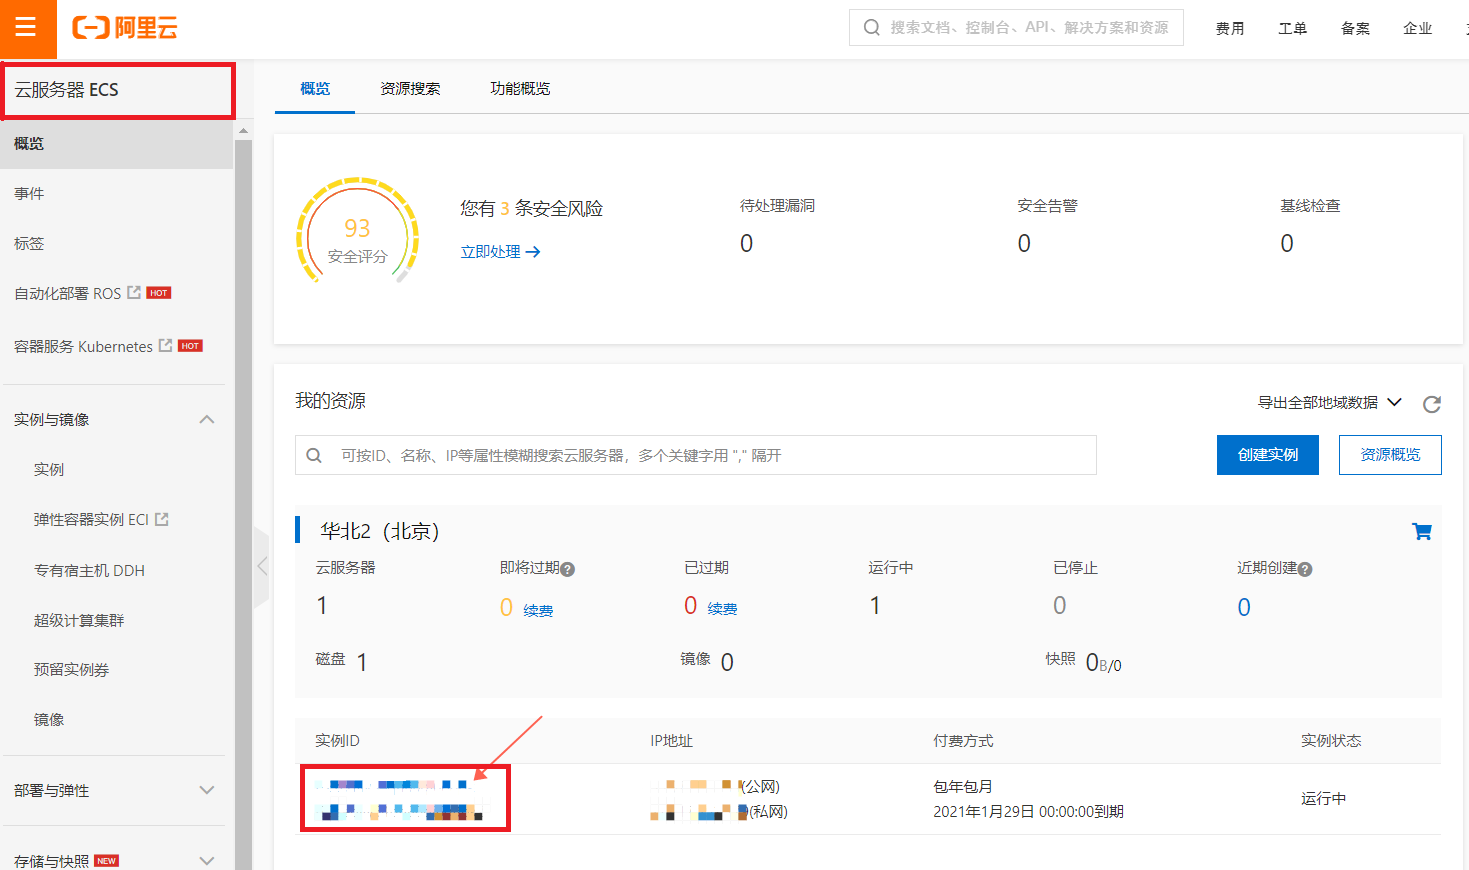 阿里云
搜索文档、控制台、API、解决方案和资源
费用 工单 备案 企业
云服务器 ECS
概览 资源搜索 功能概览
概览
事件
标签
自动化部署 ROS HOT
容器服务 Kubernetes HOT
实例与镜像
实例
弹性容器实例 ECI
专有宿主机 DDH
超级计算集群
预留实例券
镜像
部署与弹性
存储与快照 NEW
93
安全评分
您有 3 条安全风险
立即处理
待处理漏洞 安全告警 基线检查
0 0 0
我的资源
导出全部地域数据
可按ID、名称、IP等属性模糊搜索云服务器，多个关键字用 "," 隔开
创建实例 资源概览
华北2（北京）
云服务器 即将过期 已过期 运行中 已停止 近期创建
1 0 续费 0 续费 1 0 0
磁盘 1 镜像 0 快照 0B/0
实例ID IP地址 付费方式 实例状态
(公网) 包年包月
(私网) 2021年1月29日 00:00:00到期
运行中